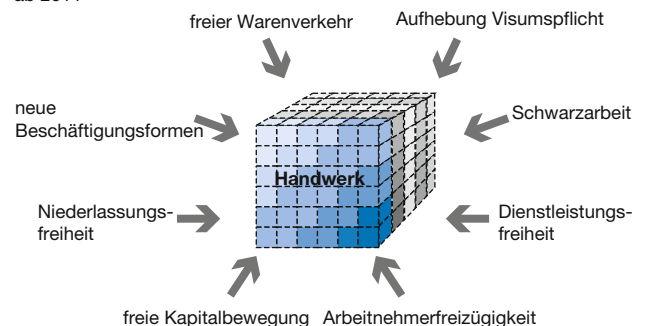 freier Warenverkehr
Aufhebung Visumspflicht
neue
Beschäftigungsformen
Schwarzarbeit
Handwerk
Niederlassungs-
freiheit
Dienstleistungs-
freiheit
freie Kapitalbewegung
Arbeitnehmerfreizügigkeit